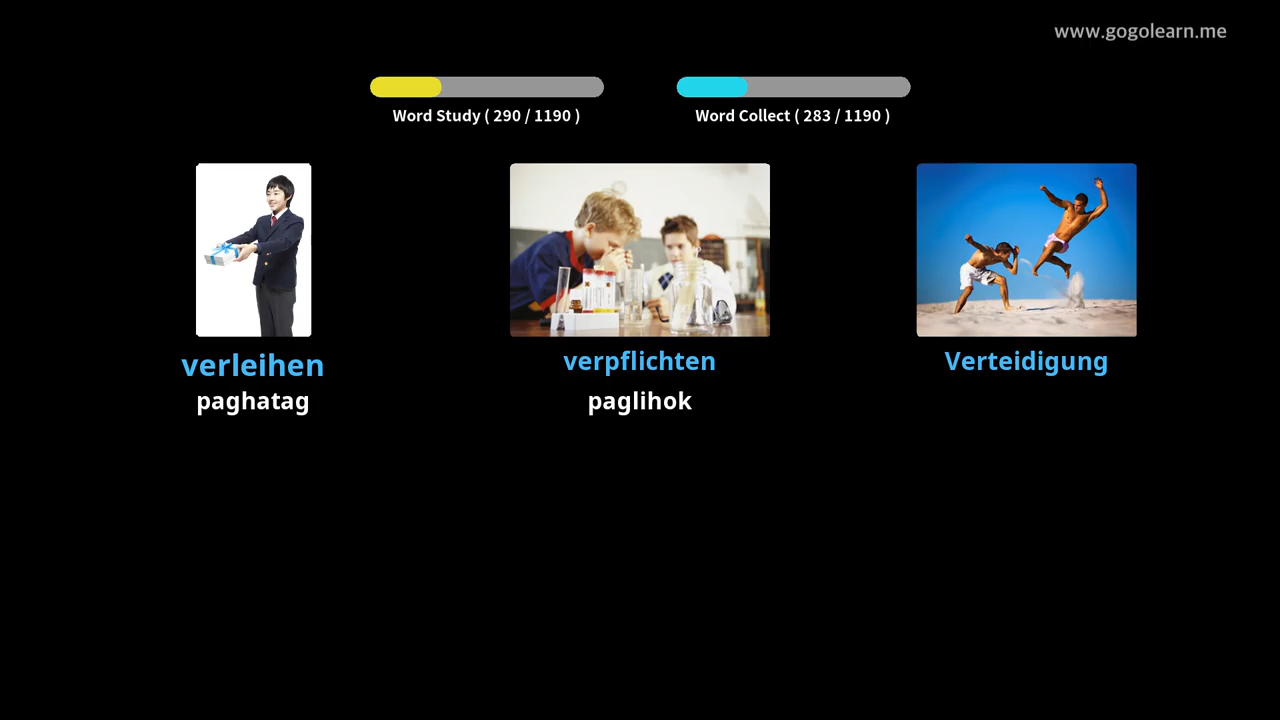 www.gogolearn.me
Word Study ( 290 / 1190 )
Word Collect ( 283 / 1190 )
verleihen
paghatag
verpflichten
paglihok
Verteidigung